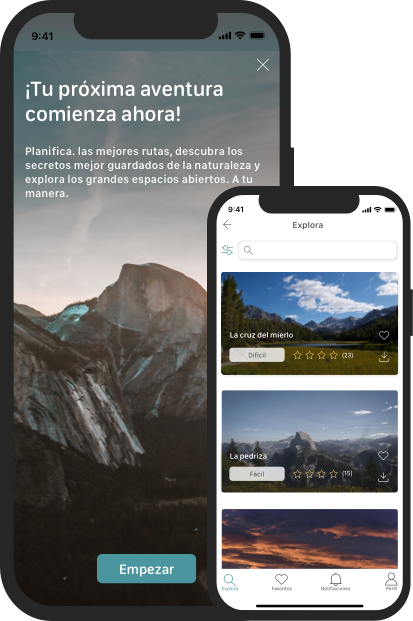 9:41
¡Tu próxima aventura
comienza ahora!
Planifica. las mejores rutas, descubra los
secretos mejor guardados de la naturaleza y
explora los grandes espacios abiertos. A tu
manera.
Empezar
9:41
Explora
La cruz del mierlo
Difícil
(23)
La pedriza
Fácil
(15)
Explora
Favoritos
Notificaciones
Perfil